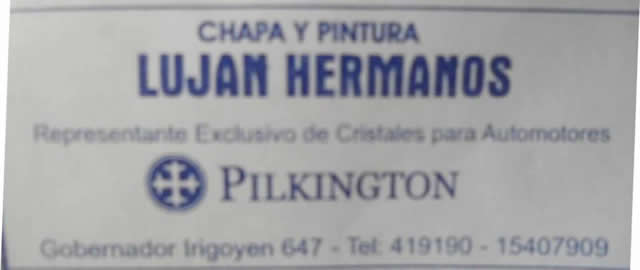 CHAPA Y PINTURA
LUJAN HERMANOS
Representante Exclusivo de Cristales para Automotores
PILKINGTON
Gobernador Irigoyen 647 - Tel: 419190 - 15407909